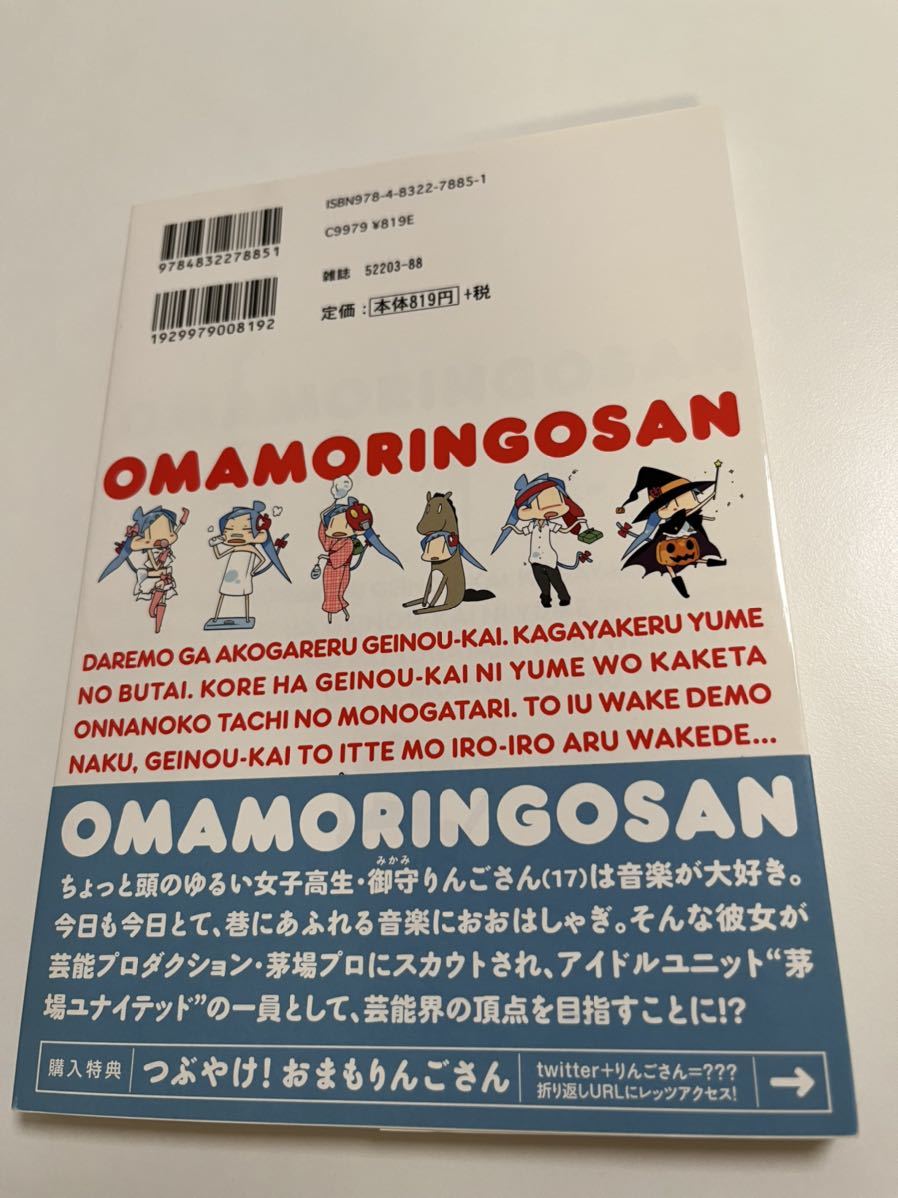 ISBN978-4-8322-7885-1
C9979 ¥819E
9784832278851
雑誌 52203-88
1929979008192
定価：本体819円+税
OMAMORINGOSAN
DAREMO GA AKOGARERU GEINOU-KAI. KAGAYAKERU YUME
NO BUTAI. KORE HA GEINOU-KAI NI YUME WO KAKETA
ONNANOKO TACHI NO MONOGATARI. TO IU WAKE DEMO
NAKU, GEINOU-KAI TO ITTE MO IRO-IRO ARU WAKEDE...
OMAMORINGOSAN
みかみ
ちょっと頭のゆるい女子高生・御守りんごさん(17)は音楽が大好き。
今日も今日とて、巷にあふれる音楽におおはしゃぎ。そんな彼女が
芸能プロダクション・茅場プロにスカウトされ、アイドルユニット“茅
場ユナイテッド”の一員として、芸能界の頂点を目指すことに!?
購入特典 つぶやけ! おまもりんごさん
twitter+りんごさん=???
折り返しURLにレッツアクセス!
→